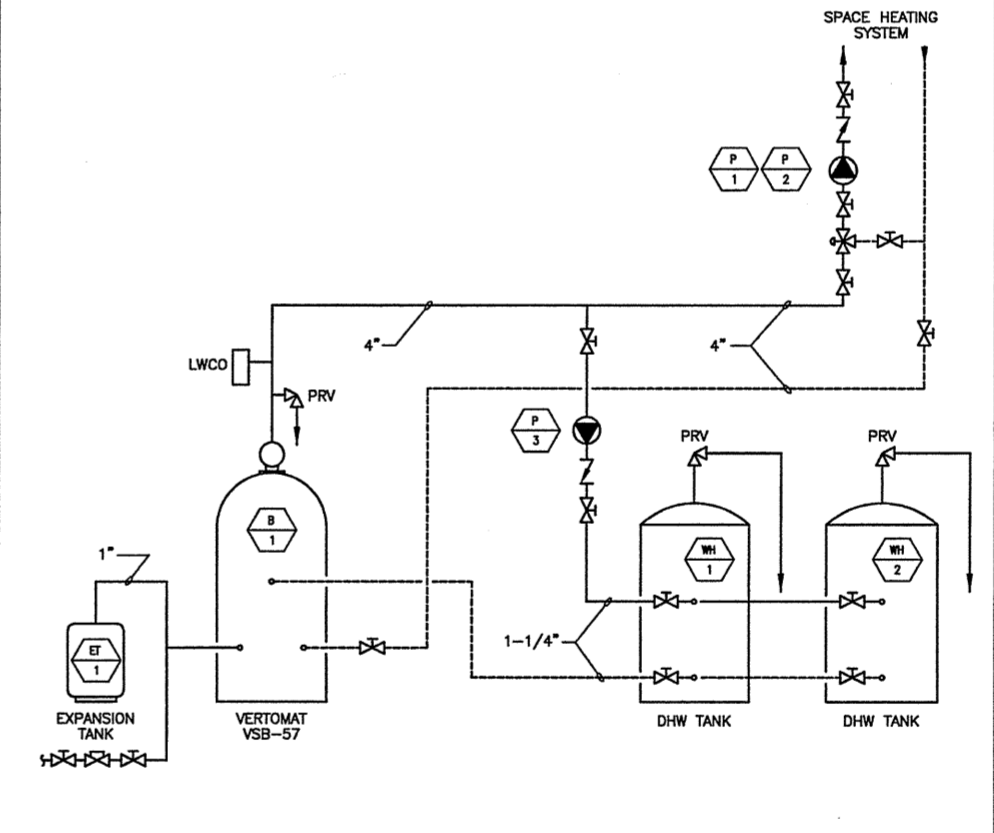 SPACE HEATING
SYSTEM
P
1
P
2
4"
4"
LWCO
PRV
P
3
PRV
PRV
B
1
WH
1
WH
2
1"
1-1/4"
ET
1
EXPANSION
TANK
VERTOMAT
VSB-57
DHW TANK
DHW TANK